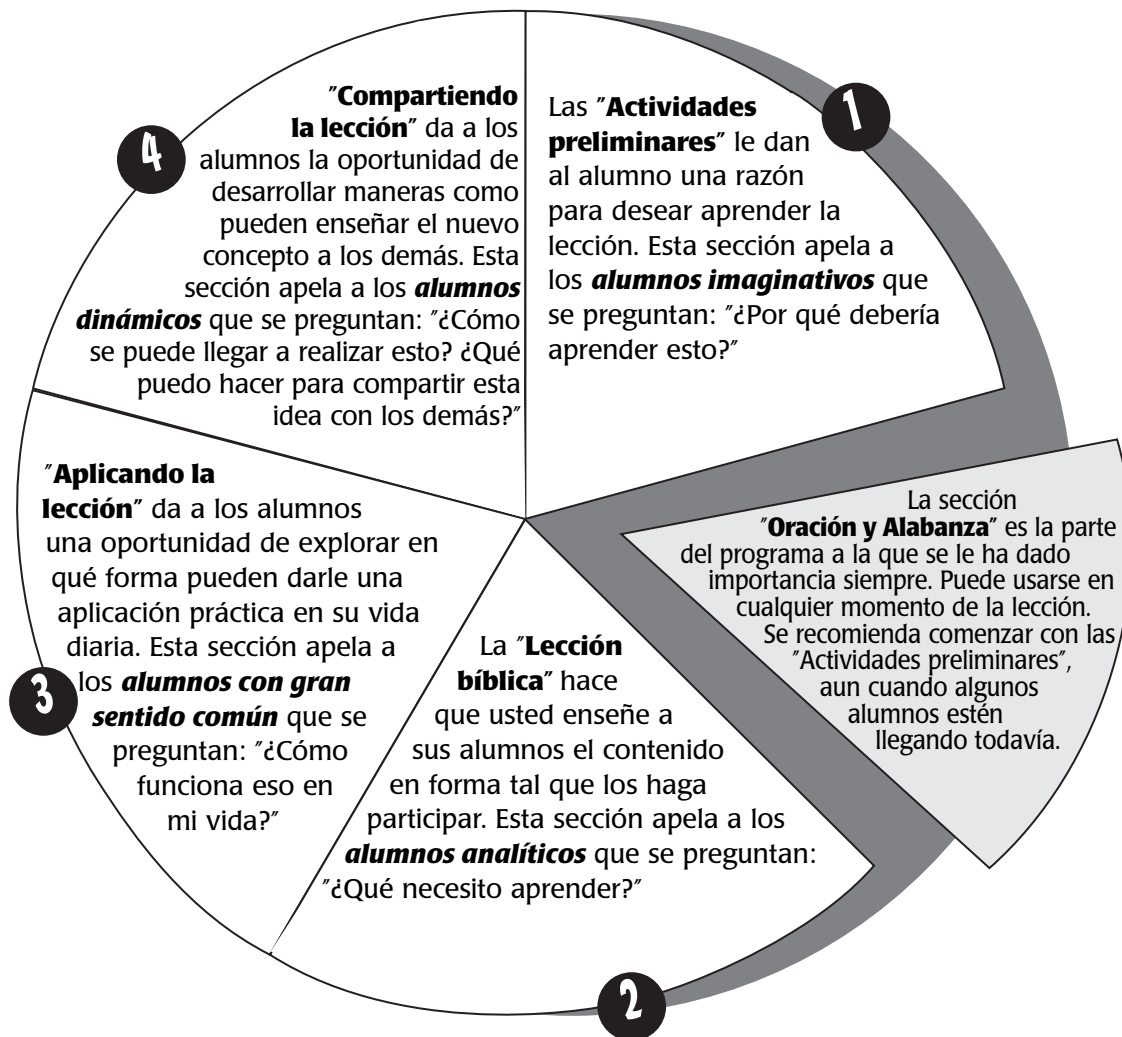 1
Las "Actividades
preliminares" le dan
al alumno una razón
para desear aprender la
lección. Esta sección apela a
los alumnos imaginativos que
se preguntan: "¿Por qué debería
aprender esto?"
La sección
"Oración y Alabanza" es la parte
del programa a la que se le ha dado
importancia siempre. Puede usarse en
cualquier momento de la lección.
Se recomienda comenzar con las
"Actividades preliminares",
aun cuando algunos
alumnos estén
llegando todavía.
2
La "Lección
bíblica" hace
que usted enseñe a
sus alumnos el contenido
en forma tal que los haga
participar. Esta sección apela a los
alumnos analíticos que se preguntan:
"¿Qué necesito aprender?"
3
"Aplicando la
lección" da a los alumnos
una oportunidad de explorar en
qué forma pueden darle una
aplicación práctica en su vida
diaria. Esta sección apela a
los alumnos con gran
sentido común que se
preguntan: "¿Cómo
funciona eso en
mi vida?"
4
"Compartiendo
la lección" da a los
alumnos la oportunidad de
desarrollar maneras como
pueden enseñar el nuevo
concepto a los demás. Esta
sección apela a los alumnos
dinámicos que se preguntan: "¿Cómo
se puede llegar a realizar esto? ¿Qué
puedo hacer para compartir esta
idea con los demás?"